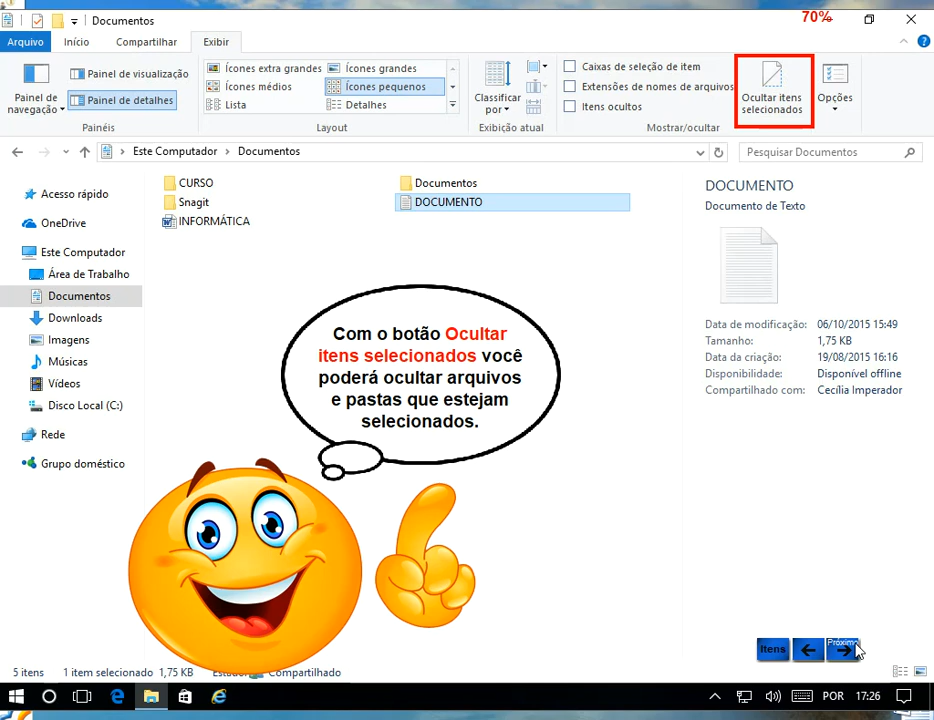 Documentos
70%
Arquivo
Início
Compartilhar
Exibir
Painel de navegação
Painel de visualização
Painel de detalhes
Painéis
Ícones extra grandes
Ícones grandes
Ícones médios
Ícones pequenos
Lista
Detalhes
Layout
Classificar por
Exibição atual
Caixas de seleção de item
Extensões de nomes de arquivos
Itens ocultos
Ocultar itens selecionados
Mostrar/ocultar
Opções
Este Computador
Documentos
Pesquisar Documentos
Acesso rápido
OneDrive
Este Computador
Área de Trabalho
Documentos
Downloads
Imagens
Músicas
Vídeos
Disco Local (C:)
Rede
Grupo doméstico
CURSO
Documentos
Snagit
DOCUMENTO
INFORMÁTICA
Com o botão Ocultar
itens selecionados você
poderá ocultar arquivos
e pastas que estejam
selecionados.
DOCUMENTO
Documento de Texto
Data de modificação: 06/10/2015 15:49
Tamanho: 1,75 KB
Data da criação: 19/08/2015 16:16
Disponibilidade: Disponível offline
Compartilhado com: Cecília Imperador
Itens
Próximo
5 itens
1 item selecionado 1,75 KB
Compartilhado
POR
17:26